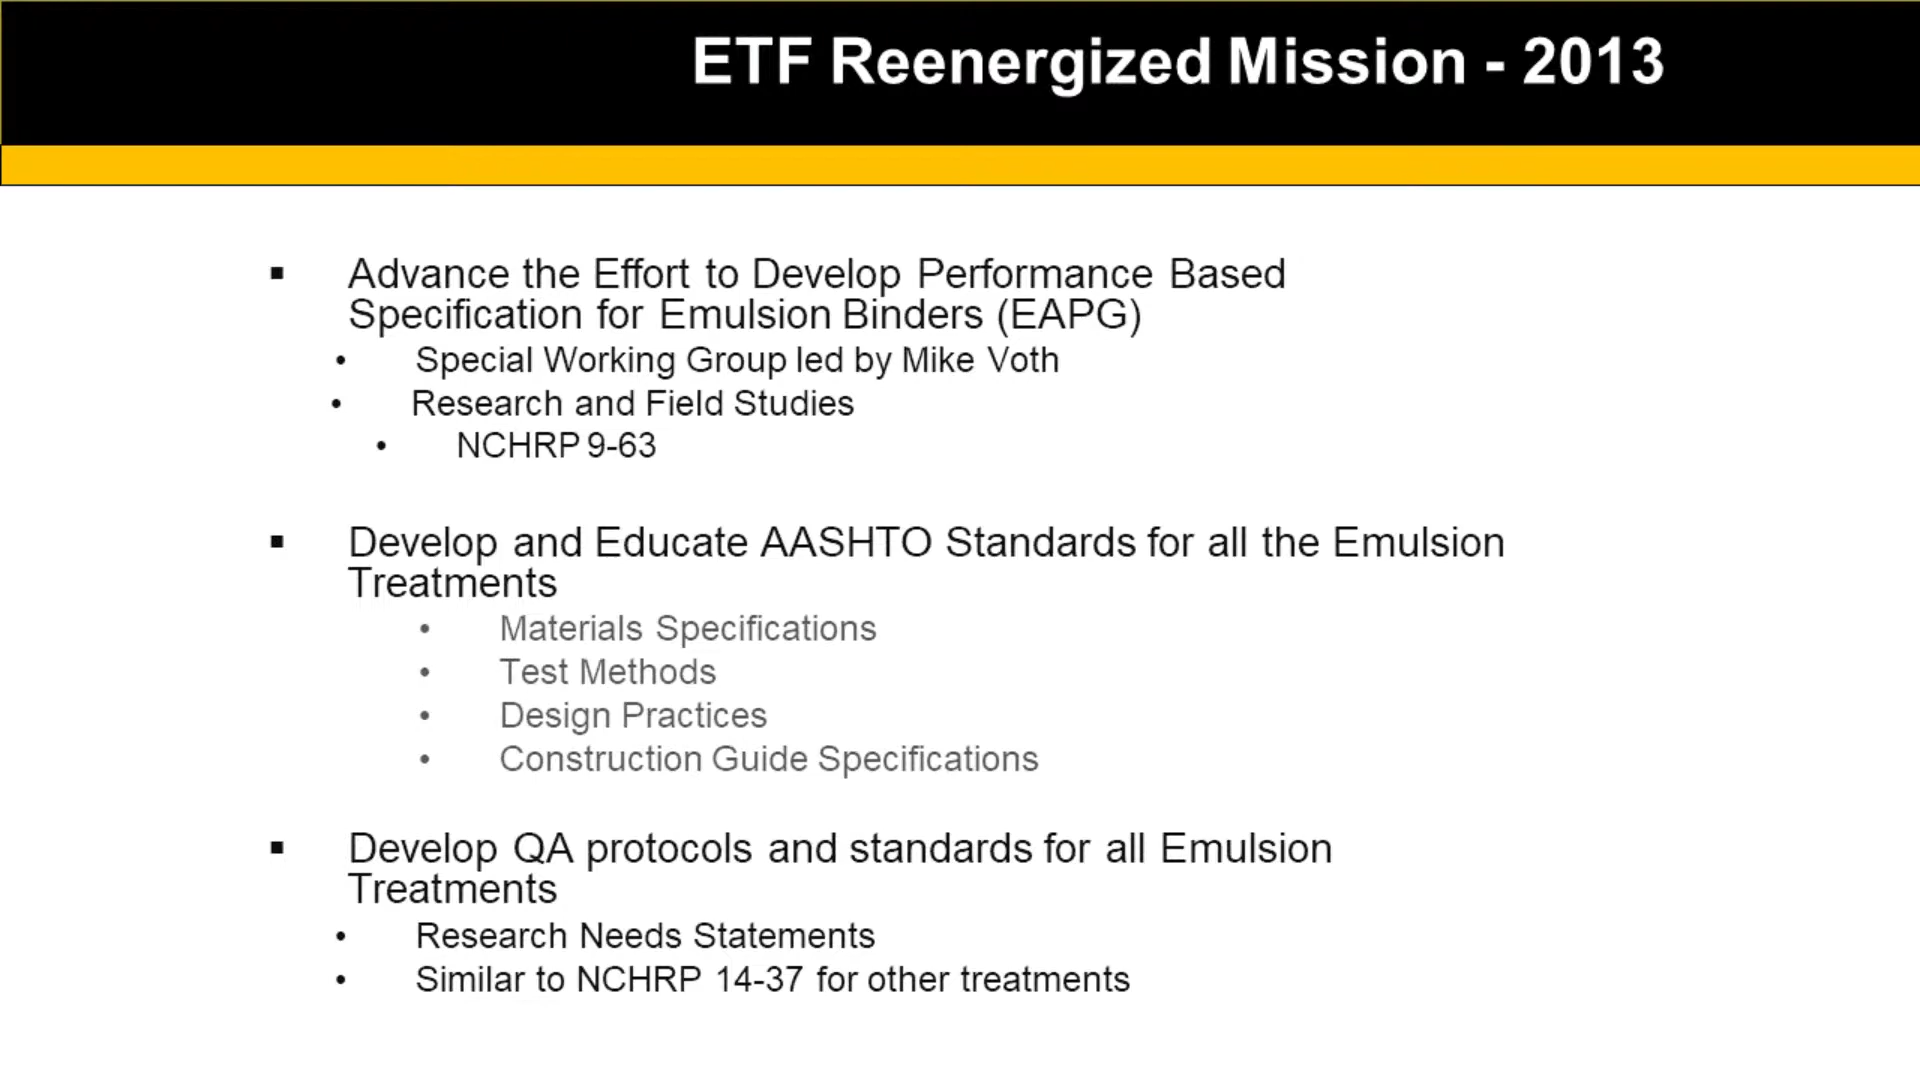 ETF Reenergized Mission - 2013
▪ Advance the Effort to Develop Performance Based
Specification for Emulsion Binders (EAPG)
• Special Working Group led by Mike Voth
• Research and Field Studies
• NCHRP 9-63
▪ Develop and Educate AASHTO Standards for all the Emulsion
Treatments
• Materials Specifications
• Test Methods
• Design Practices
• Construction Guide Specifications
▪ Develop QA protocols and standards for all Emulsion
Treatments
• Research Needs Statements
• Similar to NCHRP 14-37 for other treatments